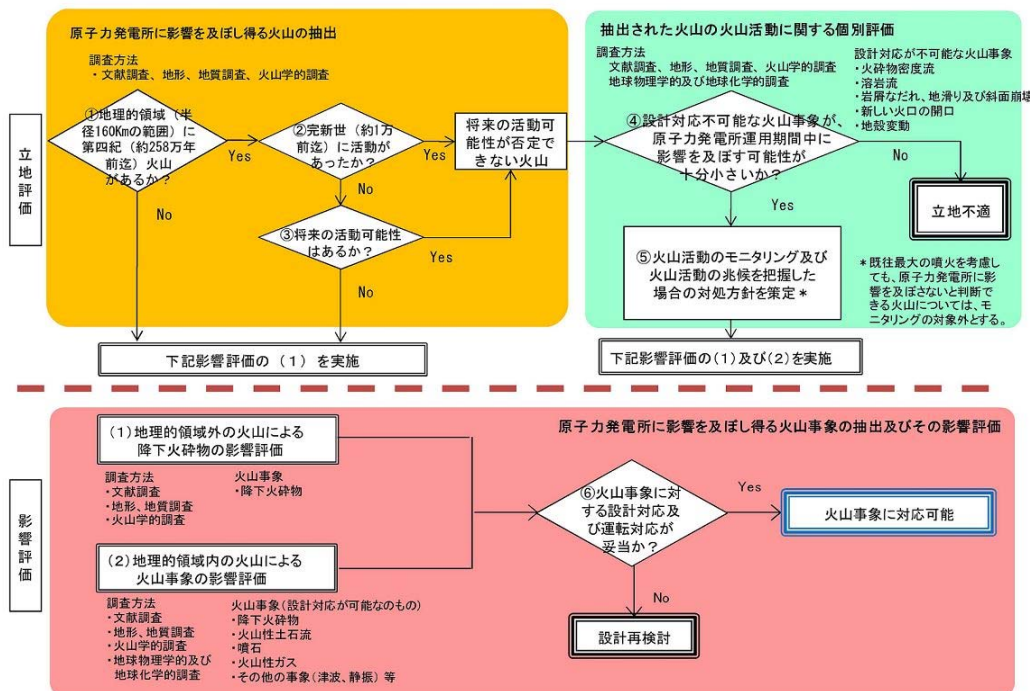 立地評価
原子力発電所に影響を及ぼし得る火山の抽出
調査方法
・文献調査、地形、地質調査、火山学的調査
①地理的領域（半
径160Kmの範囲）に
第四紀（約258万年
前迄）火山
があるか？
Yes
No
②完新世（約1万年
前迄）に活動が
あったか？
Yes
No
③将来の活動可能性
はあるか？
Yes
No
将来の活動可
能性が否定で
きない火山
下記影響評価の（1）を実施
抽出された火山の火山活動に関する個別評価
調査方法
文献調査、地形、地質調査、火山学的調査
地球物理学的及び地球化学的調査
設計対応が不可能な火山事象
・火砕物密度流
・溶岩流
・岩屑なだれ、地滑り及び斜面崩壊
・新しい火口の開口
・地殻変動
④設計対応不可能な火山事象が、
原子力発電所運用期間中に
影響を及ぼす可能性が
十分小さいか？
No
Yes
立地不適
⑤火山活動のモニタリング及び
火山活動の兆候を把握した
場合の対処方針を策定＊
＊既往最大の噴火を考慮し
ても、原子力発電所に影
響を及ぼさないと判断で
きる火山については、モ
ニタリングの対象外とする。
下記影響評価の(1)及び(2)を実施
影響評価
原子力発電所に影響を及ぼし得る火山事象の抽出及びその影響評価
(1)地理的領域外の火山による
降下火砕物の影響評価
調査方法
・文献調査
・地形、地質調査
・火山学的調査
火山事象
・降下火砕物
(2)地理的領域内の火山による
火山事象の影響評価
調査方法
・文献調査
・地形、地質調査
・火山学的調査
・地球物理学的及び
地球化学的調査
火山事象(設計対応が可能なのもの)
・降下火砕物
・火山性土石流
・噴石
・火山性ガス
・その他の事象(津波、静振)等
⑥火山事象に対
する設計対応及
び運転対応が
妥当か？
Yes
No
火山事象に対応可能
設計再検討